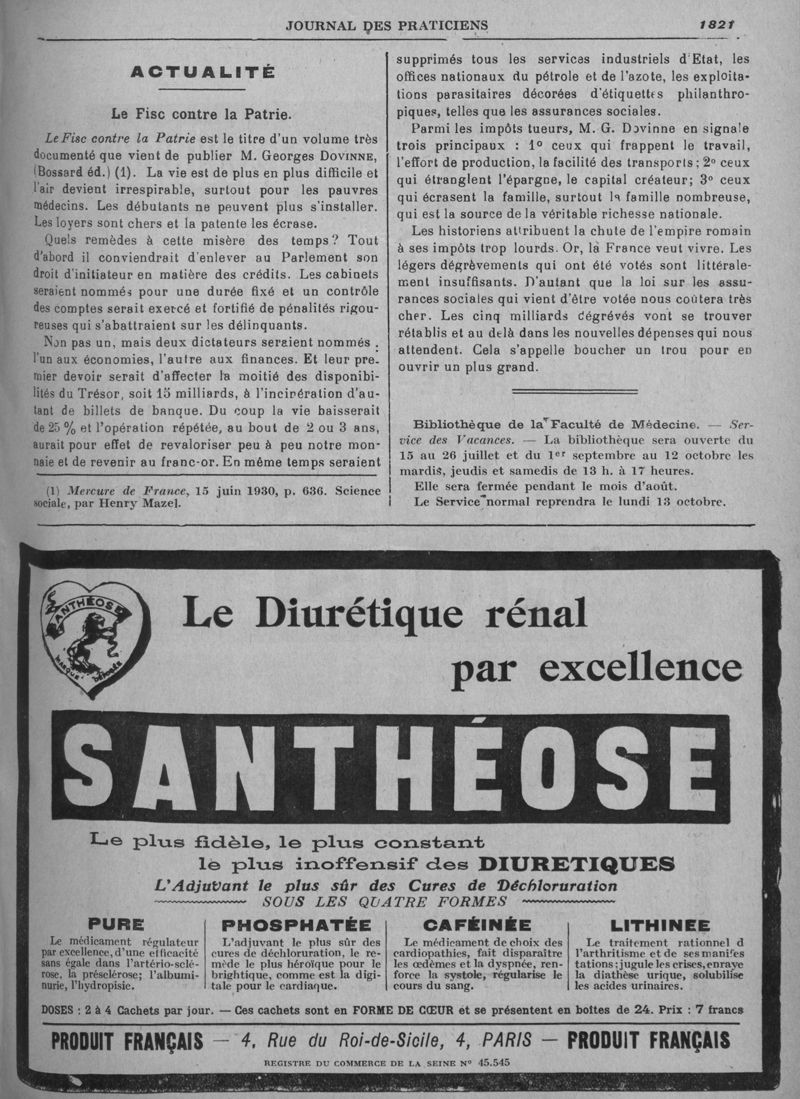 JOURNAL DES PRATICIENS 1821
ACTUALITÉ
Le Fisc contre la Patrie.
Le Fisc contre la Patrie est le titre d'un volume très
documenté que vient de publier M. Georges DOVINNE,
(Bossard éd.) (1). La vie est de plus en plus difficile et
l'air devient irrespirable, surtout pour les pauvres
médecins. Les débutants ne peuvent plus s'installer.
Les loyers sont chers et la patente les écrase.
Quels remèdes à cette misère des temps? Tout
d'abord il conviendrait d'enlever au Parlement son
droit d'initiateur en matière des crédits. Les cabinets
seraient nommés pour une durée fixé et un contrôle
des comptes serait exercé et fortifié de pénalités rigou-
reuses qui s'abattraient sur les délinquants.
Non pas un, mais deux dictateurs seraient nommés.
l'un aux économies, l'autre aux finances. Et leur pre-
mier devoir serait d'affecter la moitié des disponibi-
lités du Trésor, soit 15 milliards, à l'incinération d'au-
tant de billets de banque. Du coup la vie baisserait
de 25 % et l'opération répétée, au bout de 2 ou 3 ans,
aurait pour effet de revaloriser peu à peu notre mon-
naie et de revenir au franc-or. En même temps seraient
(1) Mercure de France, 15 juin 1930, p. 636. Science
sociale, par Henry Mazel.
supprimés tous les services industriels d'Etat, les
offices nationaux du pétrole et de l'azote, les exploita-
tions parasitaires décorées d'étiquettes philanthro-
piques, telles que les assurances sociales.
Parmi les impôts tueurs, M. G. Dovinne en signale
trois principaux : 1º ceux qui frappent le travail,
l'effort de production, la facilité des transports; 2º ceux
qui étranglent l'épargne, le capital créateur; 3º ceux
qui écrasent la famille, surtout la famille nombreuse,
qui est la source de la véritable richesse nationale.
Les historiens attribuent la chute de l'empire romain
à ses impôts trop lourds. Or, la France veut vivre. Les
légers dégrèvements qui ont été votés sont littérale-
ment insuffisants. D'autant que la loi sur les assu-
rances sociales qui vient d'être votée nous coûtera très
cher. Les cinq milliards dégrévés vont se trouver
rétablis et au delà dans les nouvelles dépenses qui nous
attendent. Cela s'appelle boucher un trou pour en
ouvrir un plus grand.
Bibliothèque de la Faculté de Médecine. — Ser-
vice des Vacances. — La bibliothèque sera ouverte du
15 au 26 juillet et du 1er septembre au 12 octobre les
mardis, jeudis et samedis de 13 h. à 17 heures.
Elle sera fermée pendant le mois d'août.
Le Service normal reprendra le lundi 13 octobre.
SANTHÉOSE
MARQUE DÉPOSÉE
Le Diurétique rénal
par excellence
SANTHÉOSE
Le plus fidèle, le plus constant
le plus inoffensif des DIURETIQUES
L'Adjuvant le plus sûr des Cures de Déchloruration
SOUS LES QUATRE FORMES
PURE
Le médicament régulateur
par excellence, d'une efficacité
sans égale dans l'artério-sclé-
rose, la présclérose; l'albumi-
nurie, l'hydropisie.
PHOSPHATÉE
L'adjuvant le plus sûr des
cures de déchloruration, le re-
mède le plus héroïque pour le
brightique, comme est la digi-
tale pour le cardiaque.
CAFÉINÉE
Le médicament de choix des
cardiopathies, fait disparaître
les œdèmes et la dyspnée, ren-
force la systole, régularise le
cours du sang.
LITHINEE
Le traitement rationnel d
l'arthritisme et de ses manifes
tations; jugule les crises, enraye
la diathèse urique, solubilise
les acides urinaires.
DOSES : 2 à 4 Cachets par jour. — Ces cachets sont en FORME DE CŒUR et se présentent en boîtes de 24. Prix : 7 francs
PRODUIT FRANÇAIS — 4, Rue du Roi-de-Sicile, 4, PARIS — PRODUIT FRANÇAIS
REGISTRE DU COMMERCE DE LA SEINE Nº 45.545